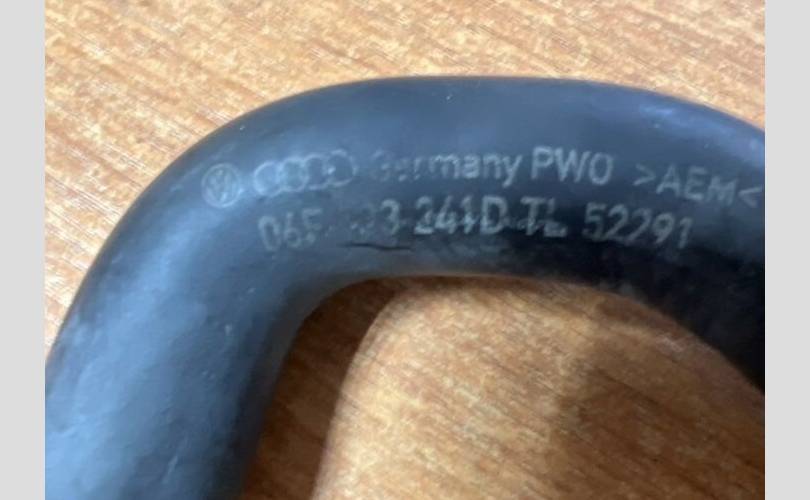 Germany PWO >AEM<
241D TL 52291